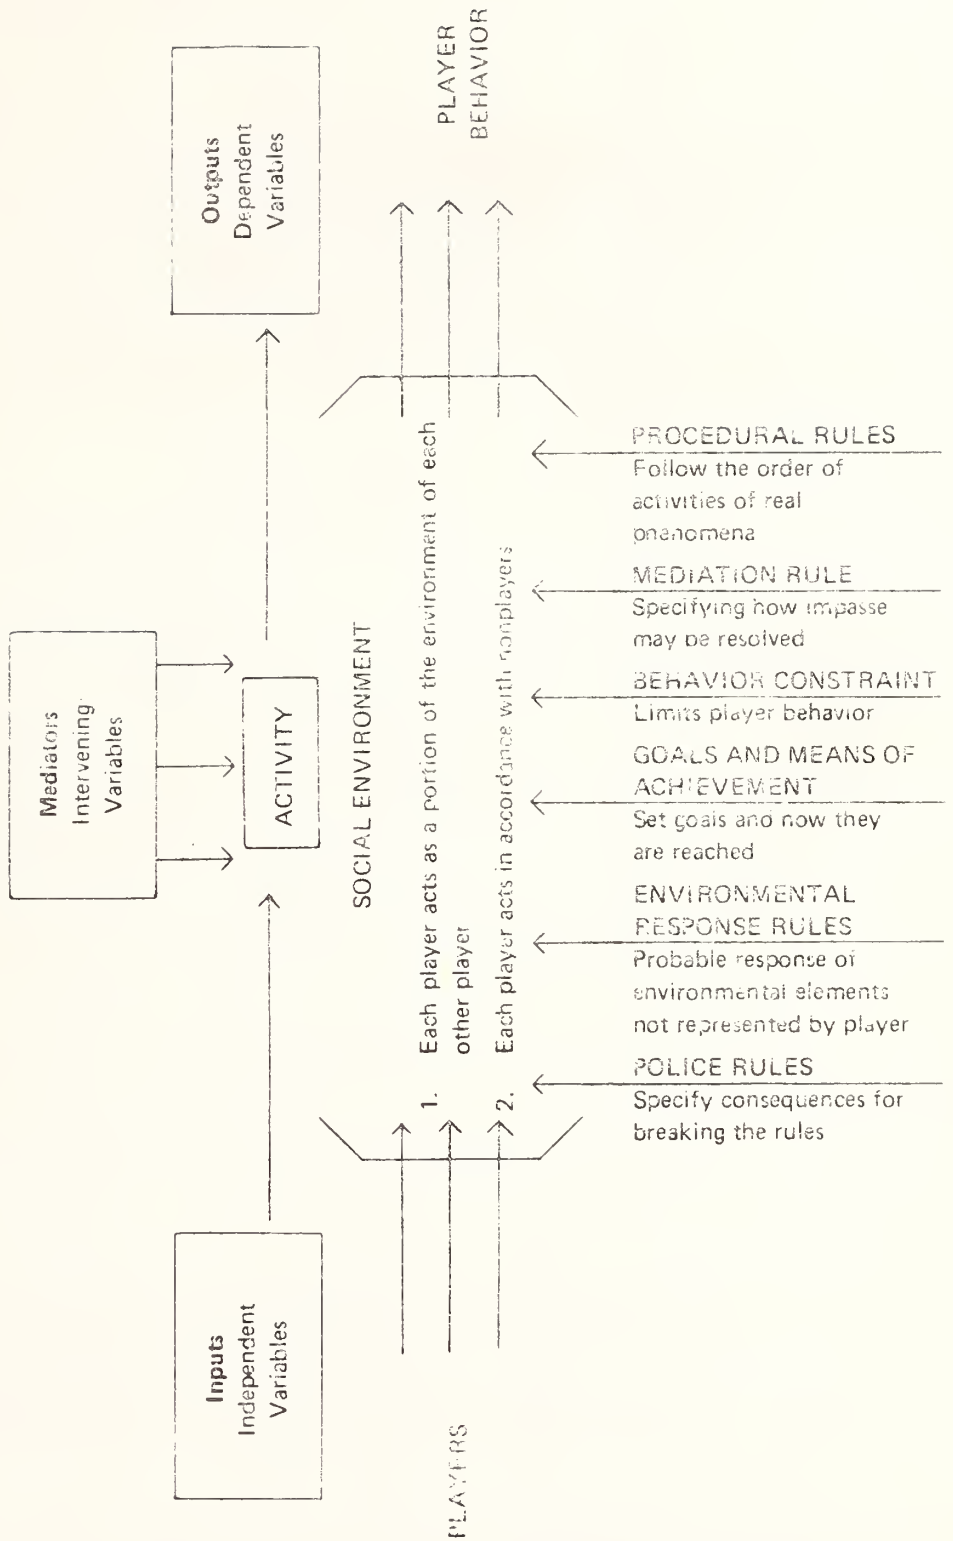 Mediators
Intervening
Variables
Inputs
Independent
Variables
ACTIVITY
Outputs
Dependent
Variables
SOCIAL ENVIRONMENT
PLAYERS
1. Each player acts as a portion of the environment of each
other player
2. Each player acts in accordance with nonplayers
PLAYER
BEHAVIOR
PROCEDURAL RULES
Follow the order of
activities of real
phanomena
MEDIATION RULE
Specifying how impasse
may be resolved
BEHAVIOR CONSTRAINT
Limits player behavior
GOALS AND MEANS OF
ACHIEVEMENT
Set goals and how they
are reached
ENVIRONMENTAL
RESPONSE RULES
Probable response of
environmental elements
not represented by player
POLICE RULES
Specify consequences for
breaking the rules